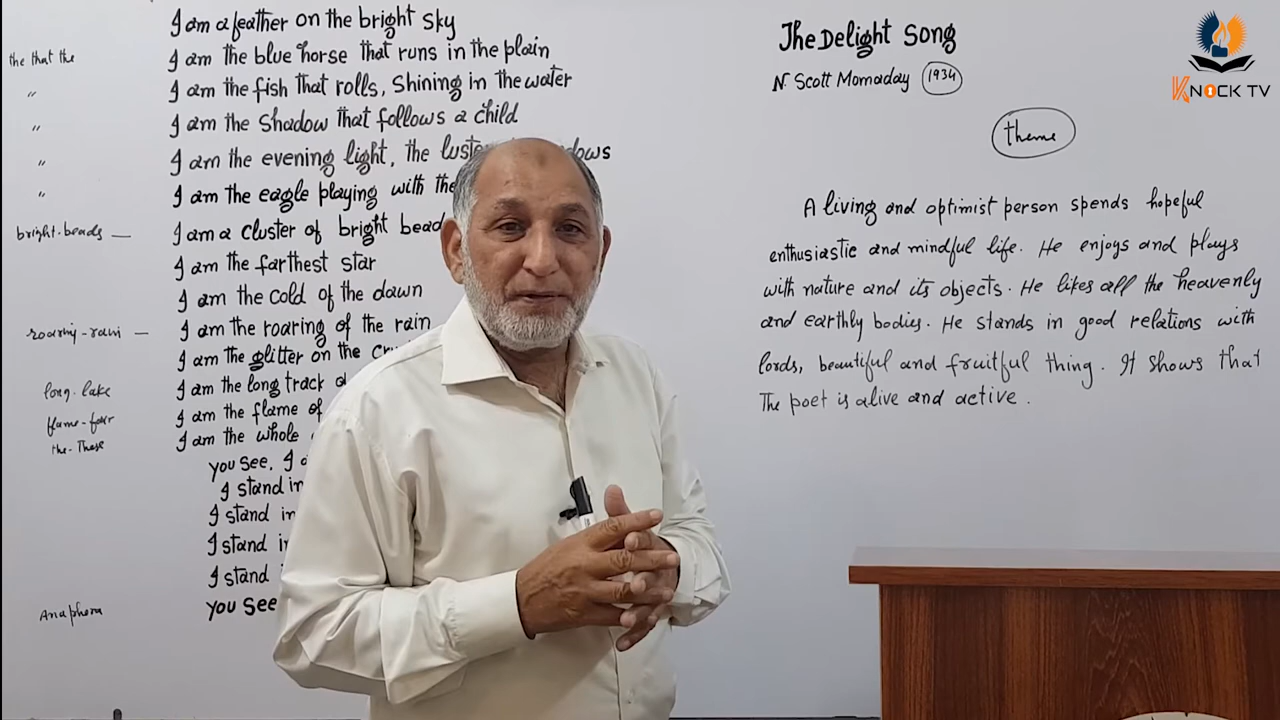 I am a feather on the bright sky
the that the
I am the blue horse that runs in the plain
"
I am the fish that rolls, Shining in the water
"
I am the Shadow that follows a child
"
I am the evening light, the
"
I am the eagle playing with the
bright-beads —
I am a cluster of bright
I am the farthest star
I am the cold of the dawn
roaring-rain —
I am the roaring of the rain
I am the glitter on the
long-lake
I am the long track
flame-four
I am the flame of
the-These
I am the whole
you see, I
I stand in
I stand in
I stand
I stand
Anaphora
you see
The Delight Song
N. Scott Momaday 1934
theme
A living and optimist person spends hopeful
enthusiastic and mindful life. He enjoys and plays
with nature and its objects. He likes all the heavenly
and earthly bodies. He stands in good relations with
lords, beautiful and fruitful thing. It shows that
The poet is alive and active.
KNOCK TV